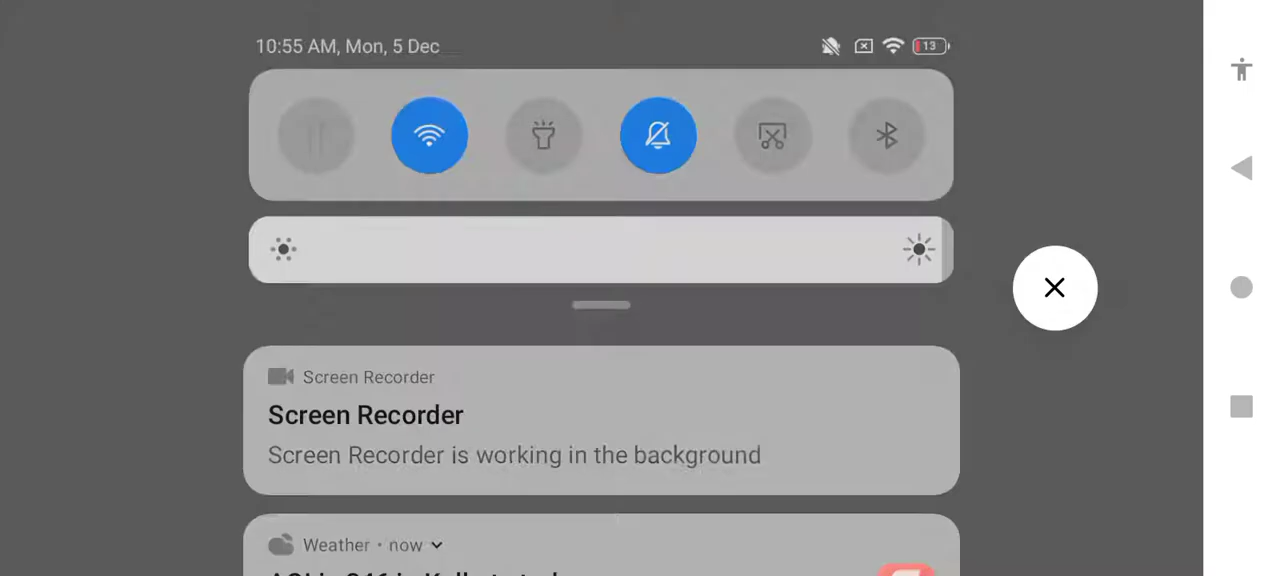 10:55 AM, Mon, 5 Dec
13
Screen Recorder
Screen Recorder
Screen Recorder is working in the background
Weather · now